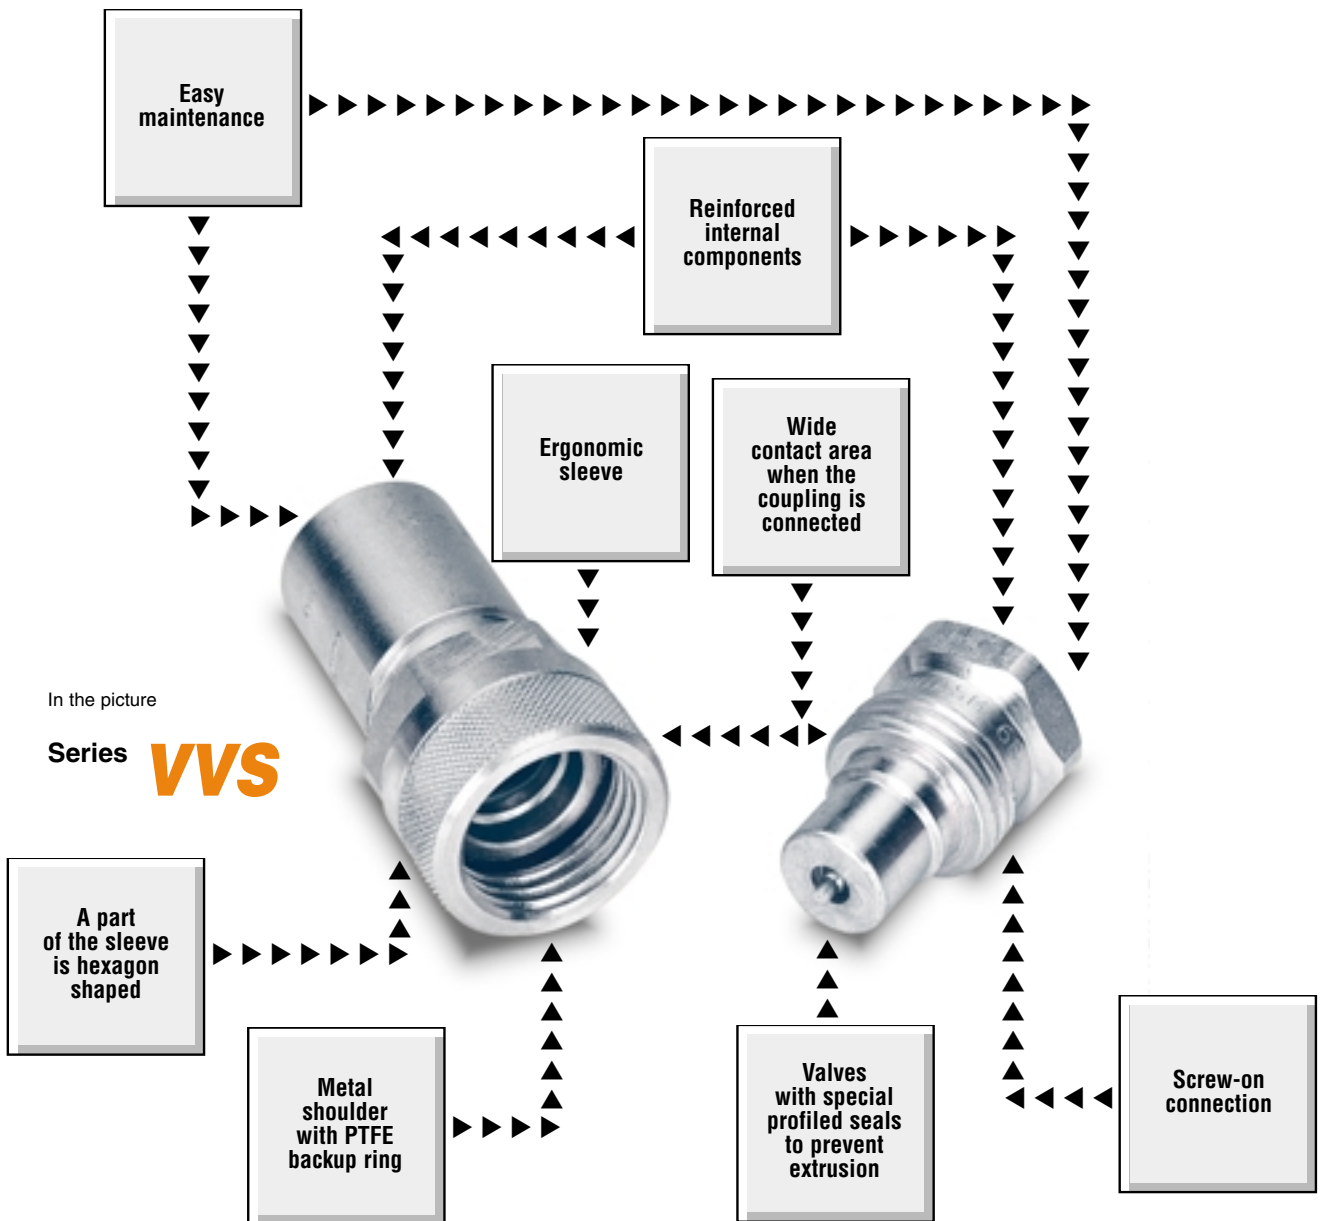 Easy
maintenance
Reinforced
internal
components
Ergonomic
sleeve
Wide
contact area
when the
coupling is
connected
In the picture
Series VVS
A part
of the sleeve
is hexagon
shaped
Metal
shoulder
with PTFE
backup ring
Valves
with special
profiled seals
to prevent
extrusion
Screw-on
connection